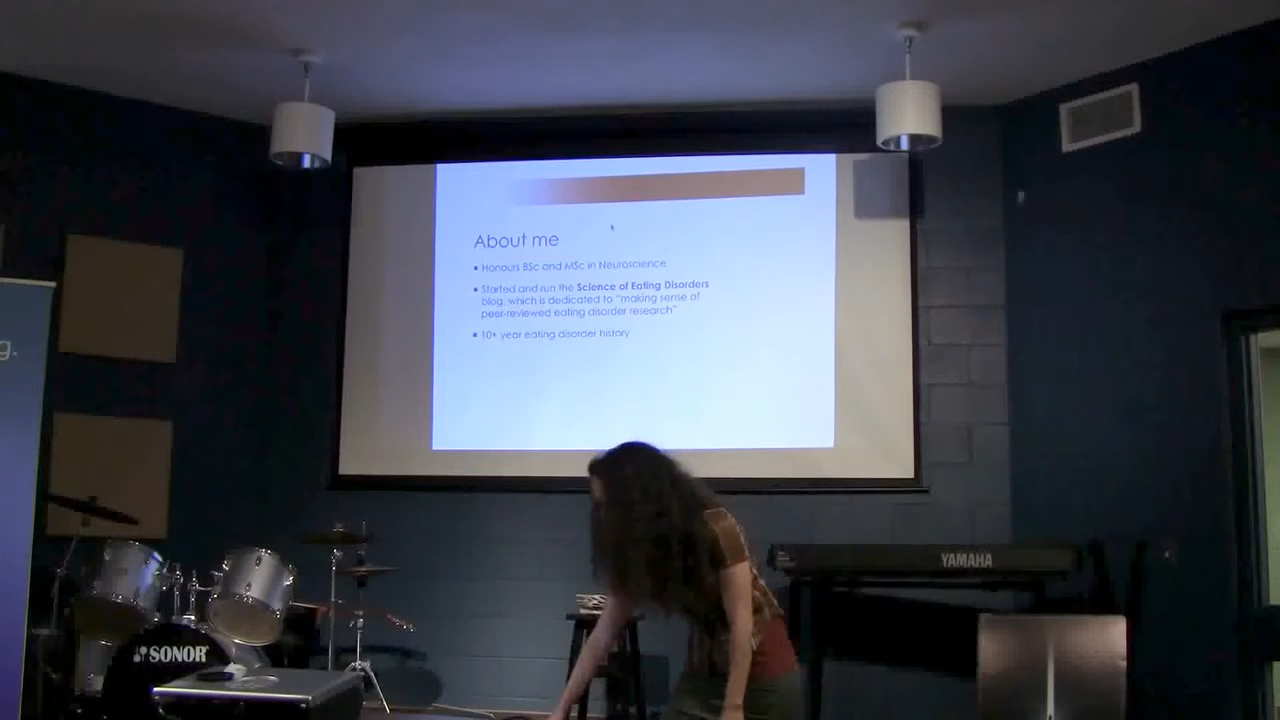 About me
▪ Honours BSc and MSc in Neuroscience
▪ Started and run the Science of Eating Disorders
blog, which is dedicated to "making sense of
peer-reviewed eating disorder research"
▪ 10+ year eating disorder history
g.
YAMAHA
SONOR